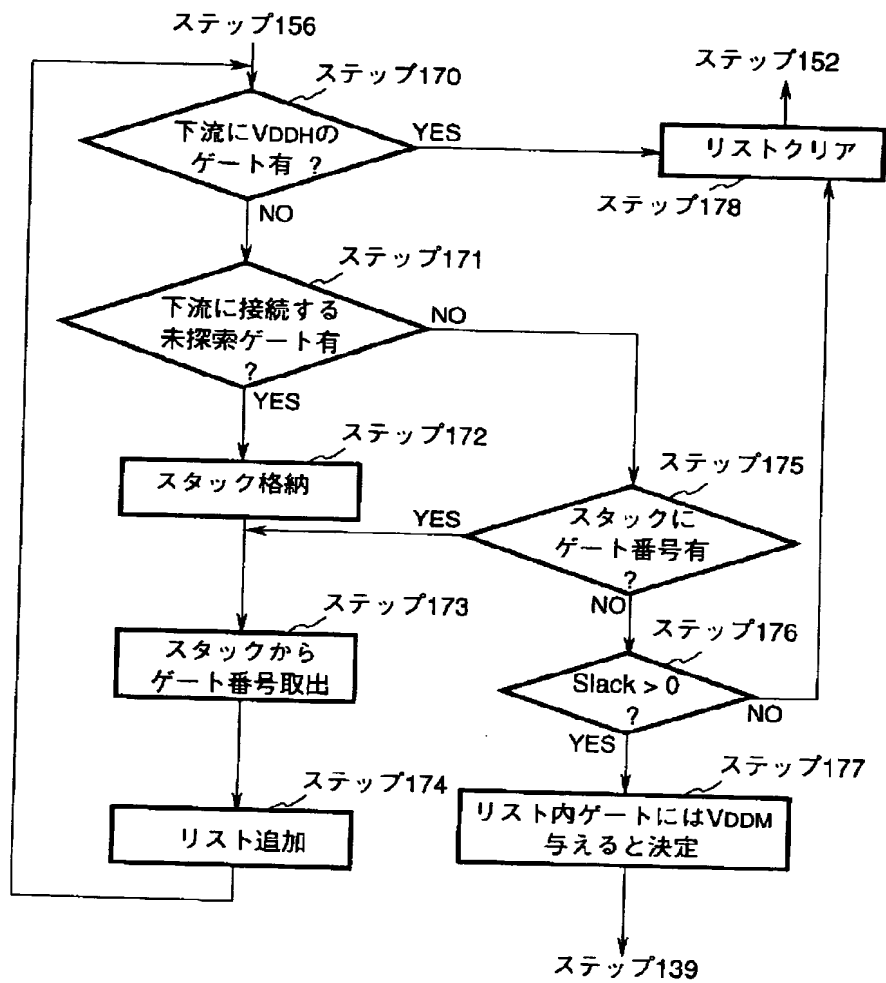 ステップ156
ステップ170
下流にVDDHの
ゲート有 ?
YES
NO
ステップ152
リストクリア
ステップ178
ステップ171
下流に接続する
未探索ゲート有
?
NO
YES
ステップ172
スタック格納
ステップ175
スタックに
ゲート番号有
?
YES
NO
ステップ173
スタックから
ゲート番号取出
ステップ176
Slack > 0
?
NO
YES
ステップ174
リスト追加
ステップ177
リスト内ゲートにはVDDM
与えると決定
ステップ139